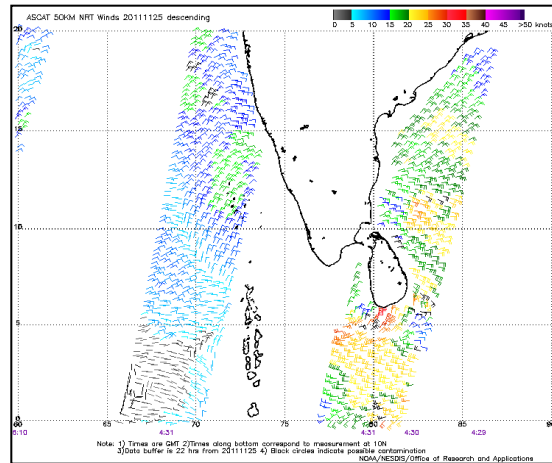 ASCAT 50KM NRT Winds 20111125 descending
0 5 10 15 20 25 30 35 40 45 >50 knots
20
15
10
5
0
60 65 70 75 80 85 90
6:10 4:31 4:31 4:30 4:29
Note: 1) Times are GMT 2)Times along bottom correspond to measurement at 10N
3)Data buffer is 22 hrs from 20111125 4) Black circles indicate possible contamination
NOAA/NESDIS/Office of Research and Applications